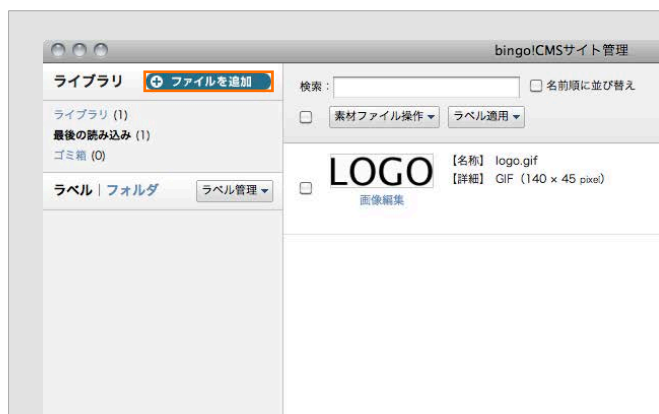 bingo!CMSサイト管理
ライブラリ ファイルを追加
ライブラリ (1)
最後の読み込み (1)
ゴミ箱 (0)
ラベル | フォルダ ラベル管理
検索： 名前順に並び替え
素材ファイル操作 ラベル適用
LOGO
画像編集
【名称】 logo.gif
【詳細】 GIF（140 × 45 pixel）